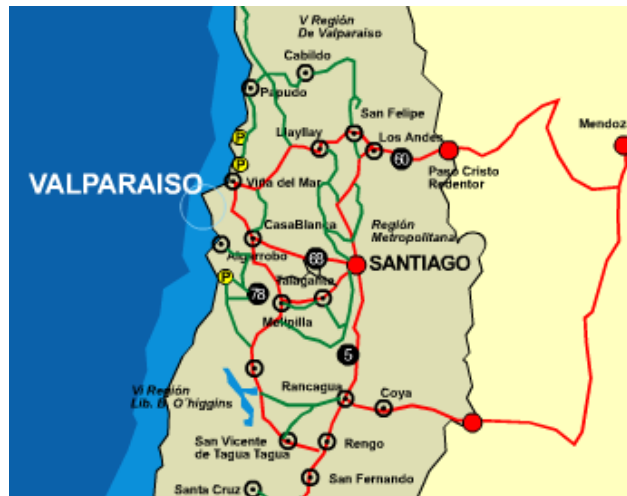 V Región
De Valparaiso
Cabildo
Papudo
San Felipe
Llayllay
Los Andes
Mendoz
P
60
P
Paso Cristo
Redentor
VALPARAISO
Viña del Mar
CasaBlanca
Región
Metropolitana
Algarrobo
68
SANTIAGO
P
Talagante
78
Melipilla
5
Vi Región
Lib. B. O´higgins
Rancagua
Coya
San Vicente
de Tagua Tagua
Rengo
San Fernando
Santa Cruz